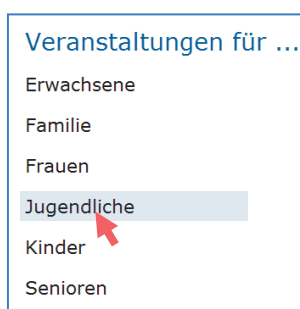 Veranstaltungen für ...
Erwachsene
Familie
Frauen
Jugendliche
Kinder
Senioren